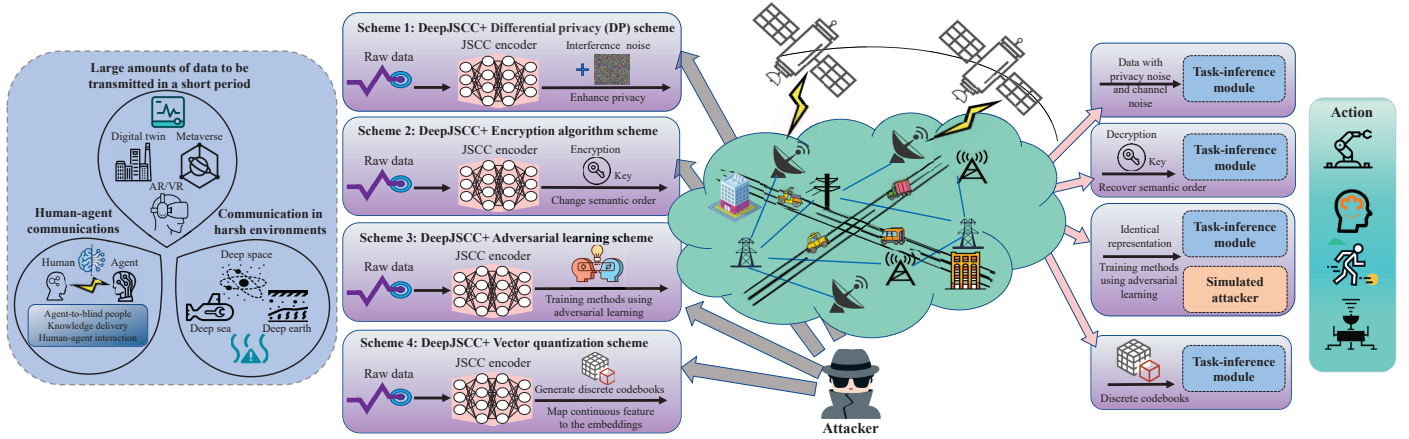 Large amounts of data to be
transmitted in a short period
Digital twin
Metaverse
AR/VR
Human-agent
communications
Communication in
harsh environments
Human
Agent
Agent-to-blind people
Knowledge delivery
Human-agent interaction
Deep space
Deep sea
Deep earth
Scheme 1: DeepJSCC+ Differential privacy (DP) scheme
Raw data
JSCC encoder
Interference noise
Enhance privacy
Scheme 2: DeepJSCC+ Encryption algorithm scheme
Raw data
JSCC encoder
Encryption
Key
Change semantic order
Scheme 3: DeepJSCC+ Adversarial learning scheme
Raw data
JSCC encoder
Training methods using
adversarial learning
Scheme 4: DeepJSCC+ Vector quantization scheme
Raw data
JSCC encoder
Generate discrete codebooks
Map continuous feature
to the embeddings
Attacker
Data with
privacy noise
and channel
noise
Task-inference
module
Decryption
Key
Recover semantic order
Task-inference
module
Identical
representation
Training methods
using adversarial
learning
Task-inference
module
Simulated
attacker
Discrete codebooks
Task-inference
module
Action